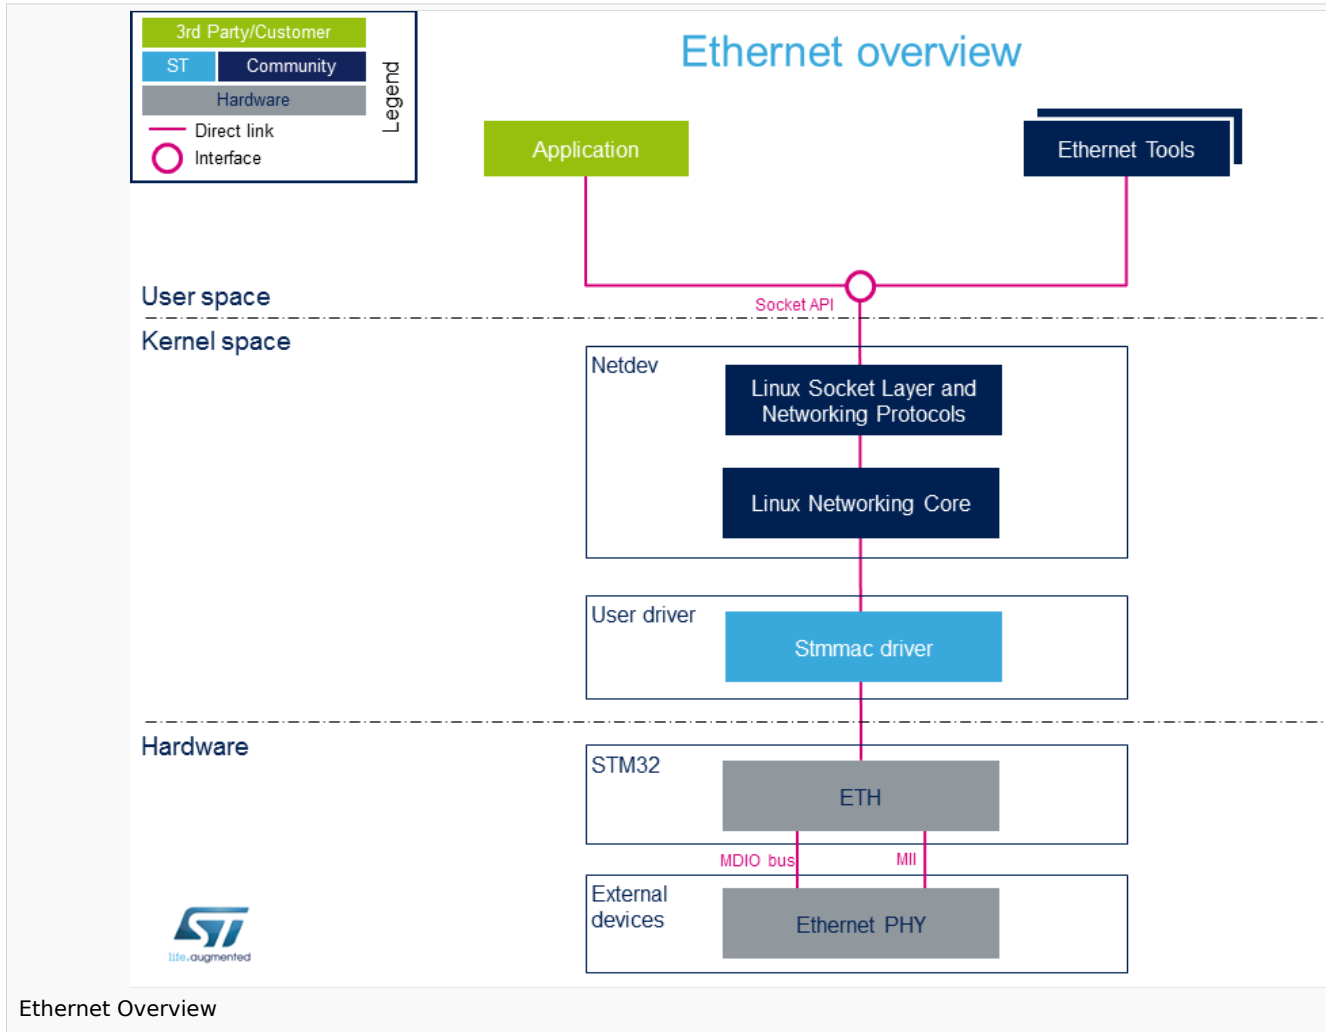 3rd Party/Customer
ST
Community
Hardware
Direct link
Interface
Legend
Ethernet overview
Application
Ethernet Tools
User space
Socket API
Kernel space
Netdev
Linux Socket Layer and
Networking Protocols
Linux Networking Core
User driver
Stmmac driver
Hardware
STM32
ETH
MDIO bus
MII
External
devices
Ethernet PHY
ST
life.augmented
Ethernet Overview